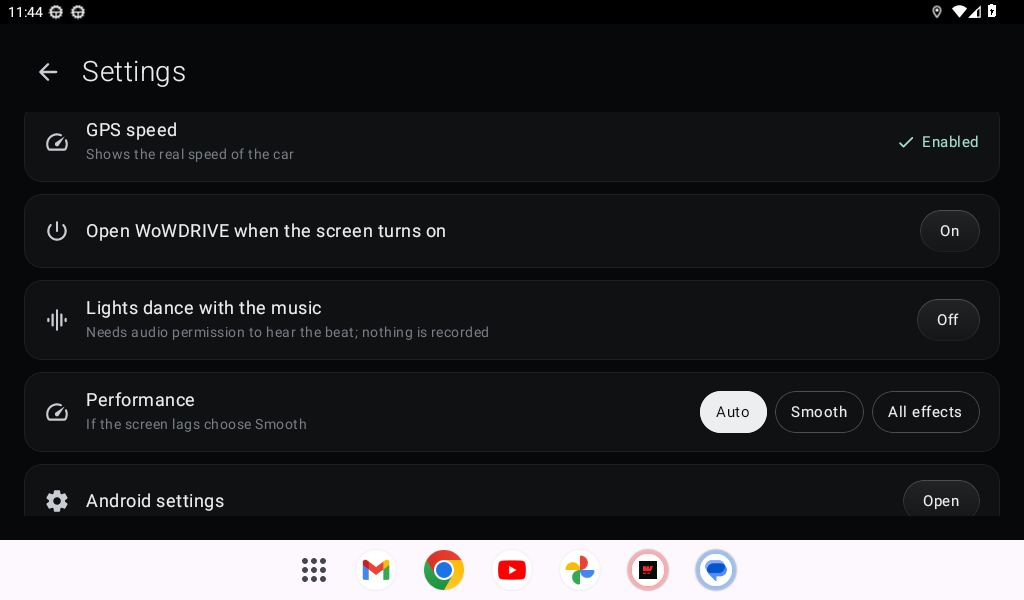 11:44
Settings
GPS speed
Shows the real speed of the car
Enabled
Open WoWDRIVE when the screen turns on
On
Lights dance with the music
Needs audio permission to hear the beat; nothing is recorded
Off
Performance
If the screen lags choose Smooth
Auto
Smooth
All effects
Android settings
Open